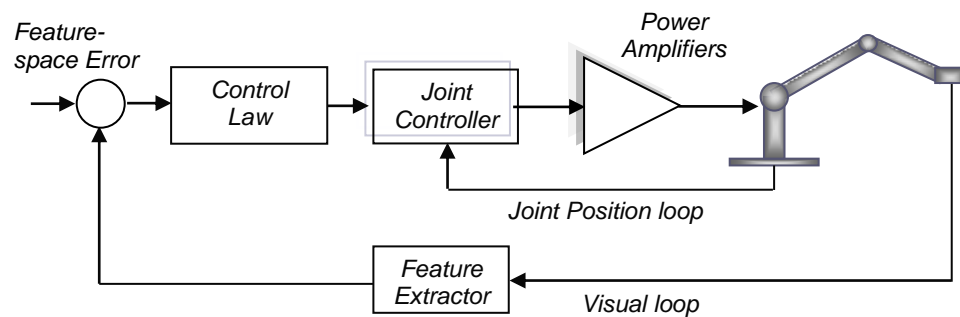 Feature-
space Error
Control
Law
Joint
Controller
Power
Amplifiers
Joint Position loop
Feature
Extractor
Visual loop